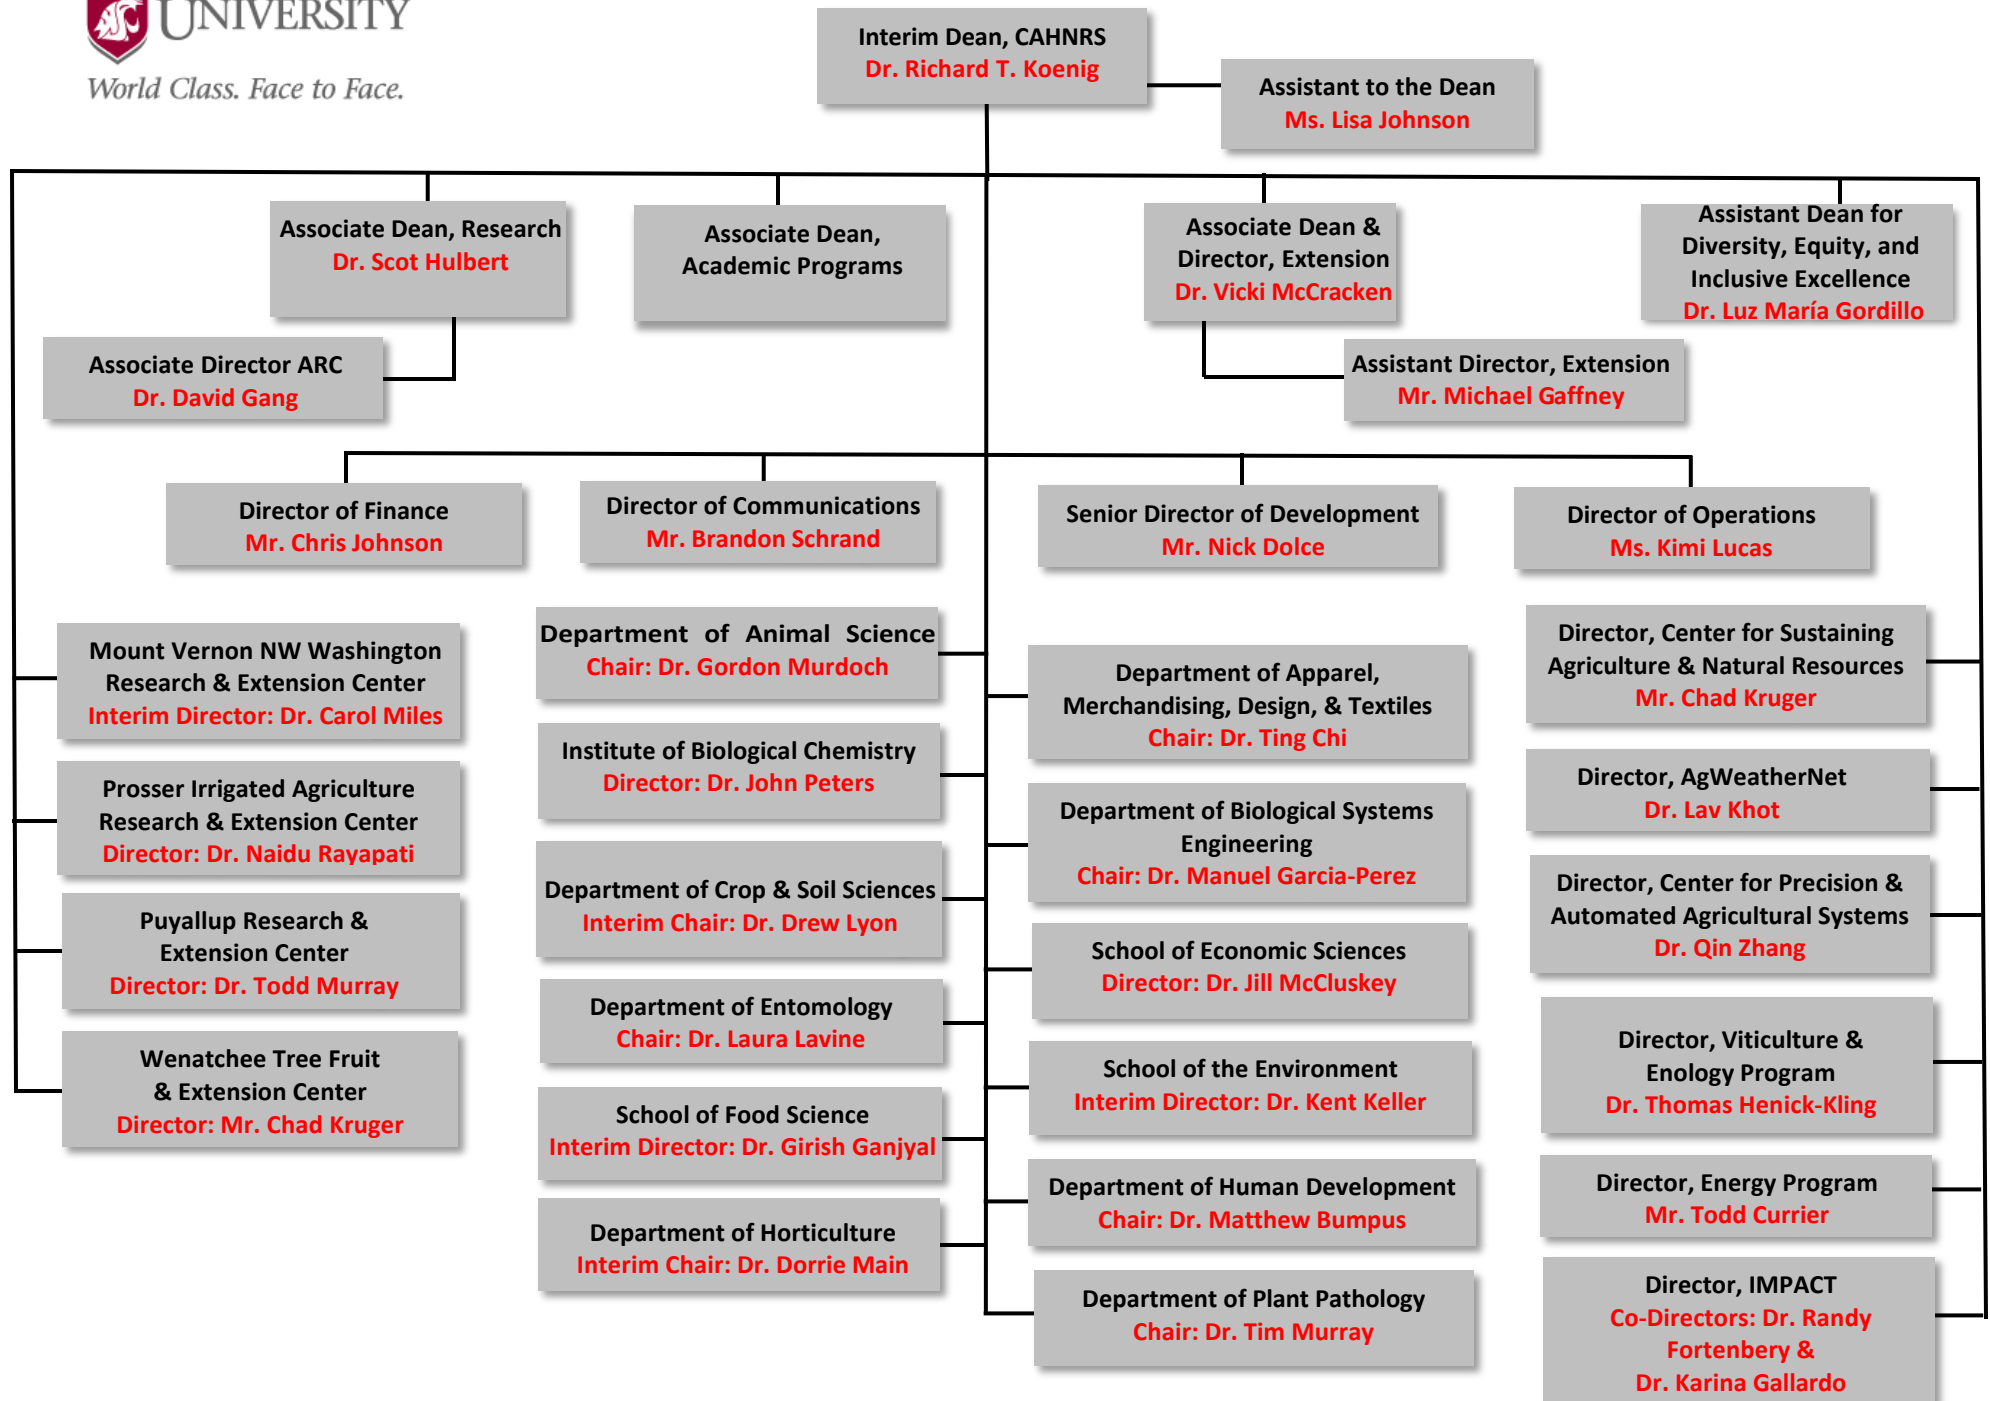 UNIVERSITY
World Class. Face to Face.
Interim Dean, CAHNRS
Dr. Richard T. Koenig
Assistant to the Dean
Ms. Lisa Johnson
Associate Dean, Research
Dr. Scot Hulbert
Associate Dean,
Academic Programs
Associate Dean &
Director, Extension
Dr. Vicki McCracken
Assistant Dean for
Diversity, Equity, and
Inclusive Excellence
Dr. Luz María Gordillo
Associate Director ARC
Dr. David Gang
Assistant Director, Extension
Mr. Michael Gaffney
Director of Finance
Mr. Chris Johnson
Director of Communications
Mr. Brandon Schrand
Senior Director of Development
Mr. Nick Dolce
Director of Operations
Ms. Kimi Lucas
Mount Vernon NW Washington
Research & Extension Center
Interim Director: Dr. Carol Miles
Prosser Irrigated Agriculture
Research & Extension Center
Director: Dr. Naidu Rayapati
Puyallup Research &
Extension Center
Director: Dr. Todd Murray
Wenatchee Tree Fruit
& Extension Center
Director: Mr. Chad Kruger
Department of Animal Science
Chair: Dr. Gordon Murdoch
Institute of Biological Chemistry
Director: Dr. John Peters
Department of Crop & Soil Sciences
Interim Chair: Dr. Drew Lyon
Department of Entomology
Chair: Dr. Laura Lavine
School of Food Science
Interim Director: Dr. Girish Ganjyal
Department of Horticulture
Interim Chair: Dr. Dorrie Main
Department of Apparel,
Merchandising, Design, & Textiles
Chair: Dr. Ting Chi
Department of Biological Systems
Engineering
Chair: Dr. Manuel Garcia-Perez
School of Economic Sciences
Director: Dr. Jill McCluskey
School of the Environment
Interim Director: Dr. Kent Keller
Department of Human Development
Chair: Dr. Matthew Bumpus
Department of Plant Pathology
Chair: Dr. Tim Murray
Director, Center for Sustaining
Agriculture & Natural Resources
Mr. Chad Kruger
Director, AgWeatherNet
Dr. Lav Khot
Director, Center for Precision &
Automated Agricultural Systems
Dr. Qin Zhang
Director, Viticulture &
Enology Program
Dr. Thomas Henick-Kling
Director, Energy Program
Mr. Todd Currier
Director, IMPACT
Co-Directors: Dr. Randy
Fortenbery &
Dr. Karina Gallardo